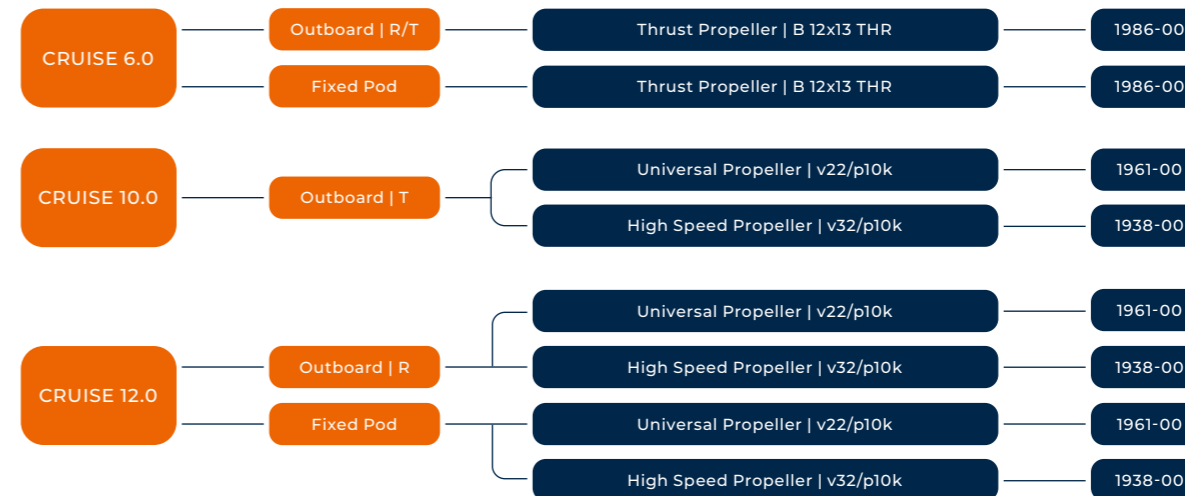 CRUISE 6.0
Outboard | R/T
Thrust Propeller | B 12x13 THR
1986-00
Fixed Pod
Thrust Propeller | B 12x13 THR
1986-00
CRUISE 10.0
Outboard | T
Universal Propeller | v22/p10k
1961-00
High Speed Propeller | v32/p10k
1938-00
CRUISE 12.0
Outboard | R
Universal Propeller | v22/p10k
1961-00
High Speed Propeller | v32/p10k
1938-00
Fixed Pod
Universal Propeller | v22/p10k
1961-00
High Speed Propeller | v32/p10k
1938-00